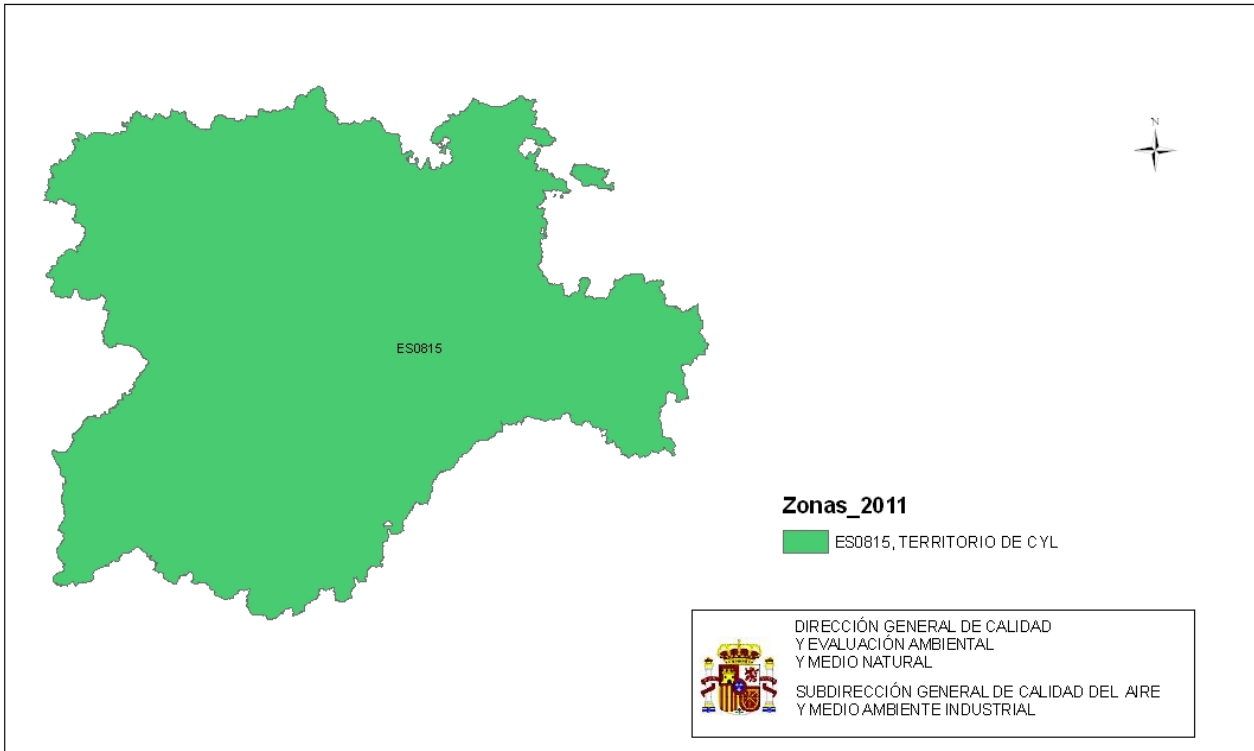 N
ES0815
Zonas_2011
ES0815, TERRITORIO DE CYL
DIRECCIÓN GENERAL DE CALIDAD
Y EVALUACIÓN AMBIENTAL
Y MEDIO NATURAL
SUBDIRECCIÓN GENERAL DE CALIDAD DEL AIRE
Y MEDIO AMBIENTE INDUSTRIAL